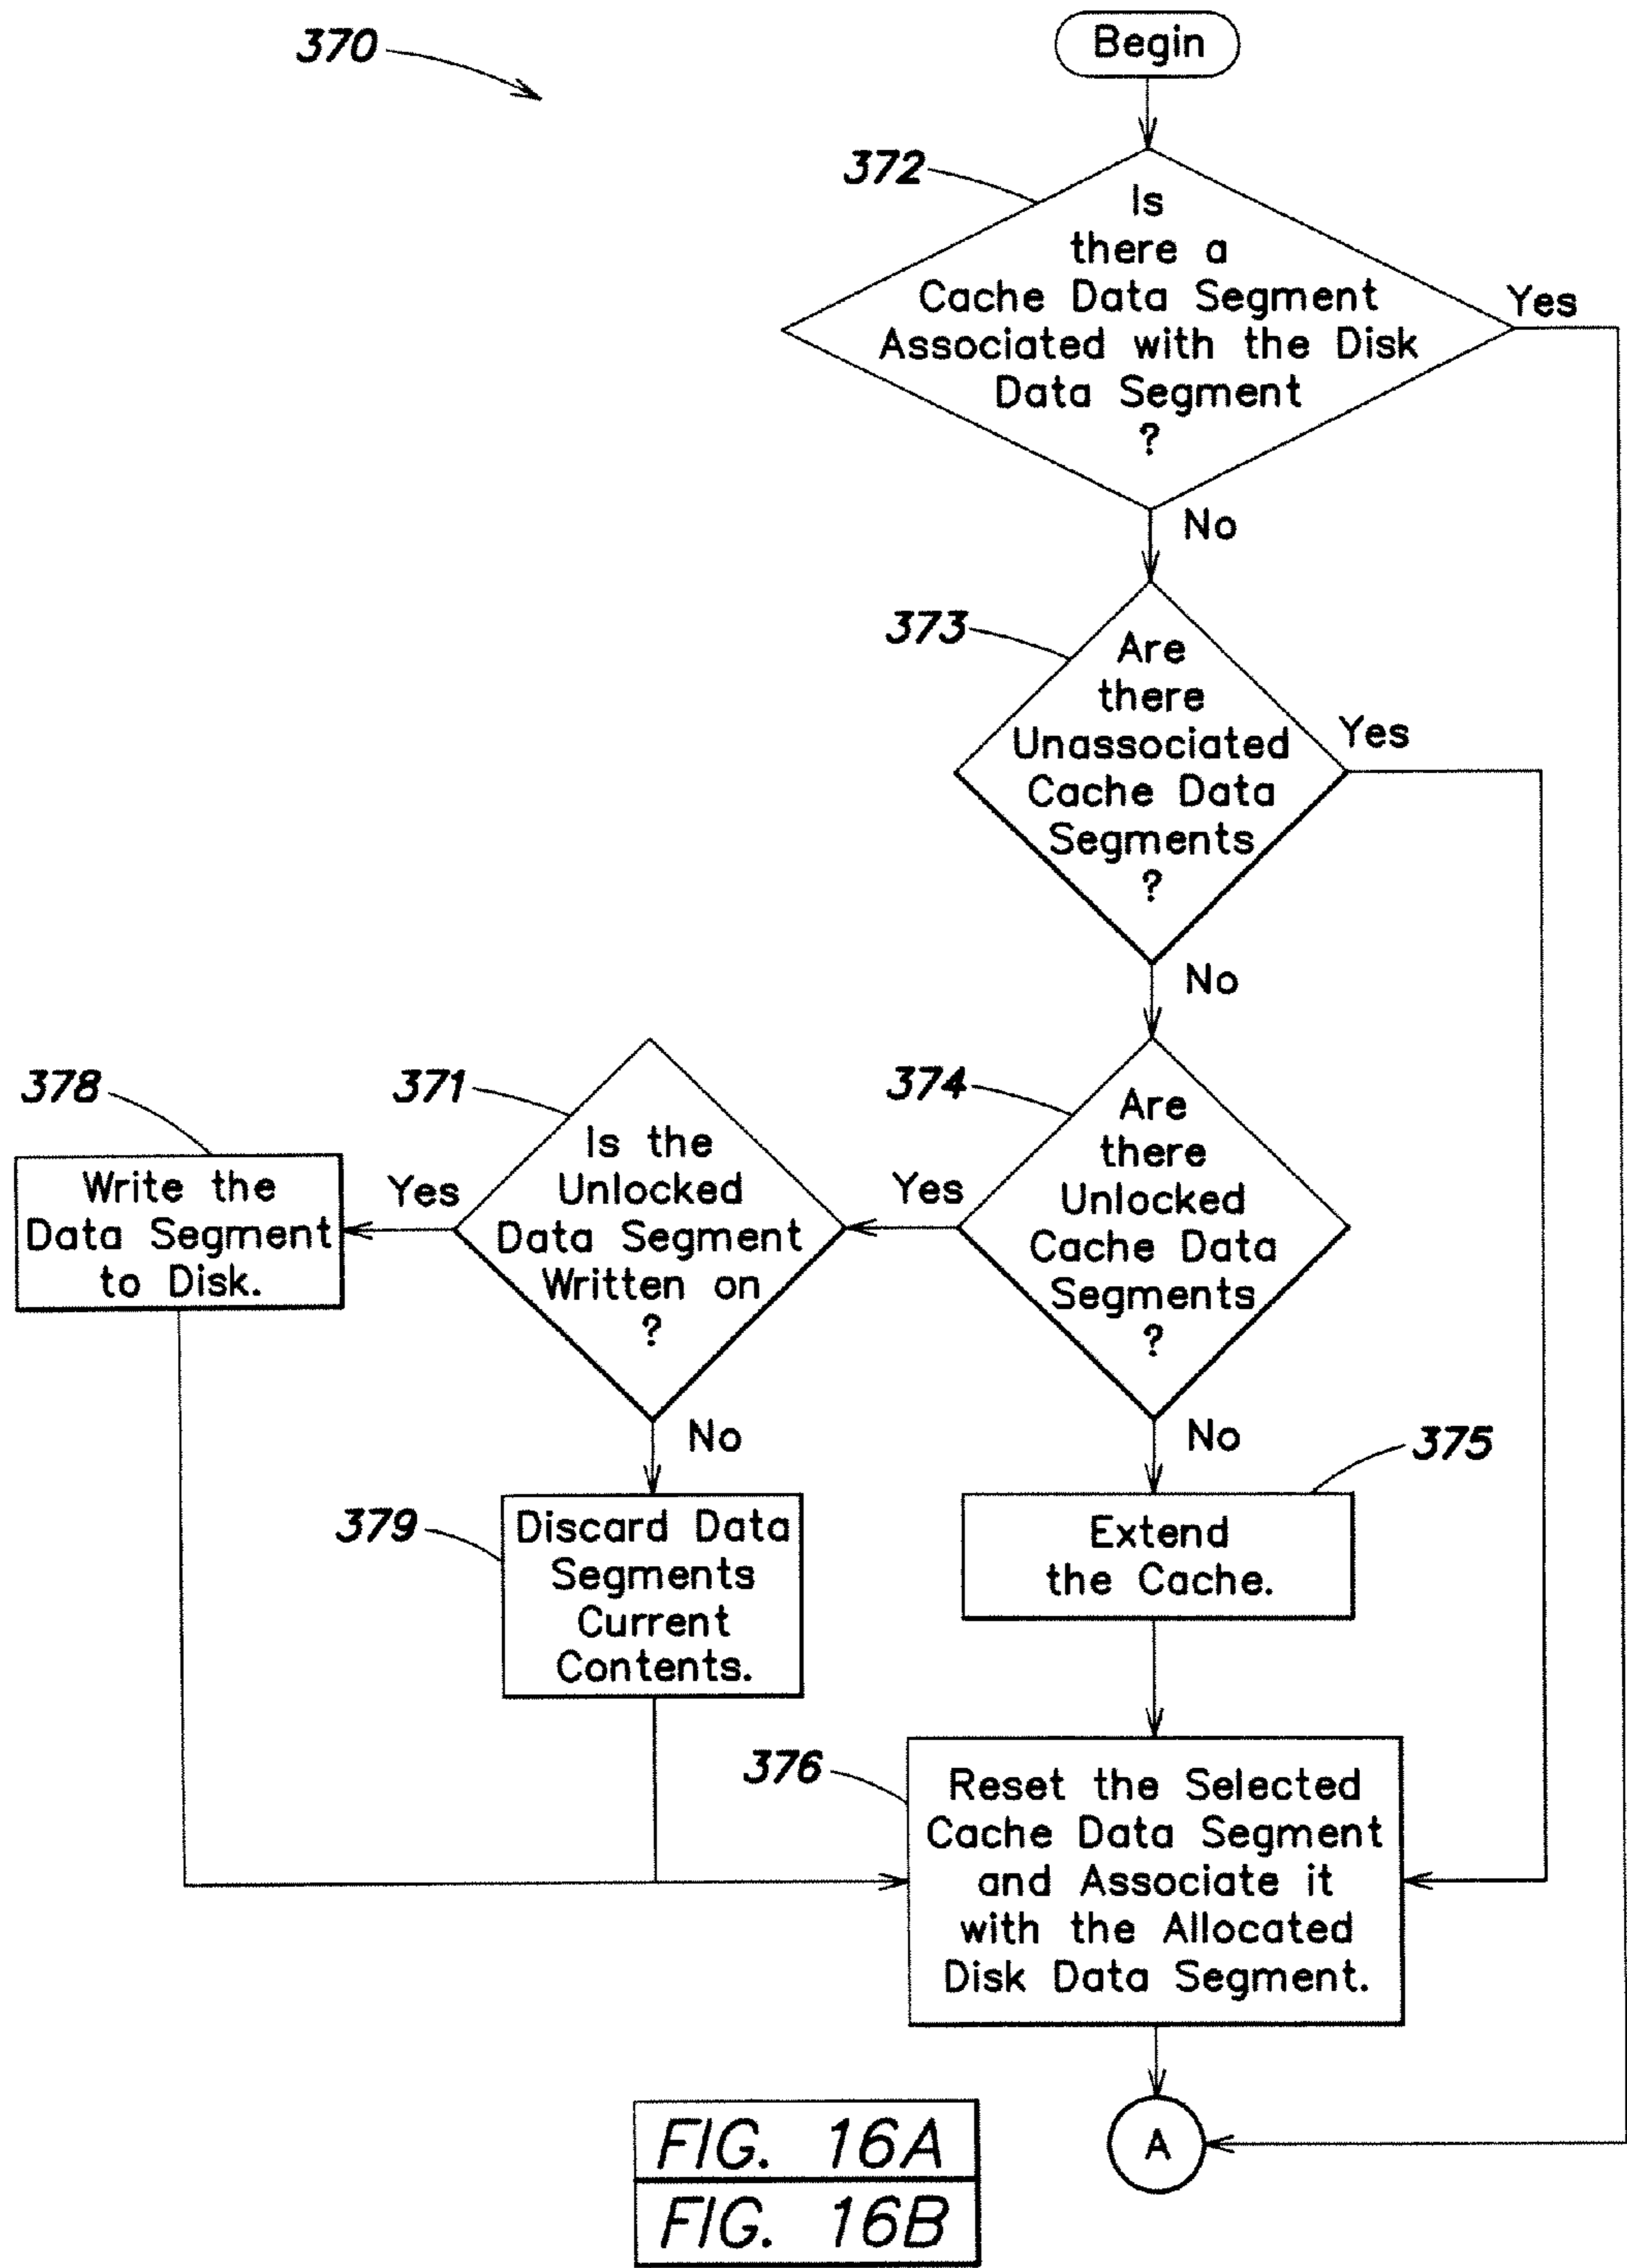 370
Begin
372
Is
there a
Cache Data Segment
Associated with the Disk
Data Segment
?
Yes
No
373
Are
there
Unassociated
Cache Data
Segments
?
Yes
No
378
Write the
Data Segment
to Disk.
Yes
371
Is the
Unlocked
Data Segment
Written on
?
Yes
374
Are
there
Unlocked
Cache Data
Segments
?
No
No
379
Discard Data
Segments
Current
Contents.
375
Extend
the Cache.
376
Reset the Selected
Cache Data Segment
and Associate it
with the Allocated
Disk Data Segment.
A
FIG. 16A
FIG. 16B